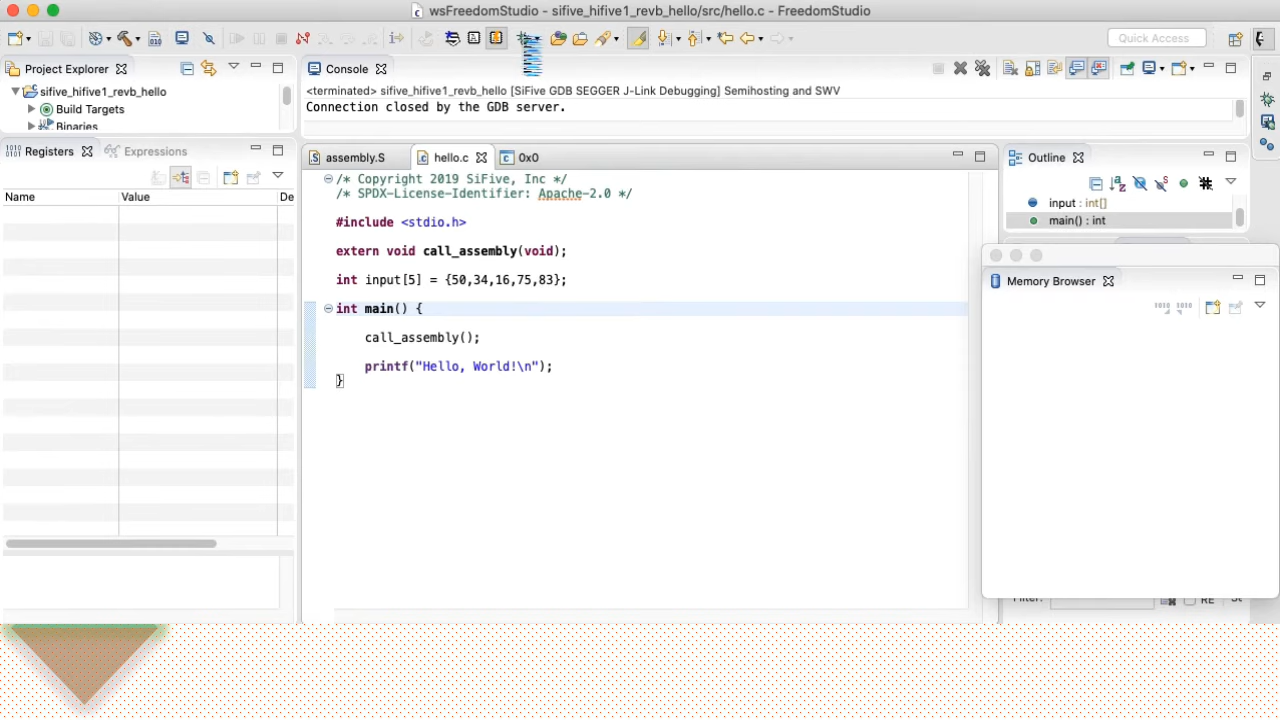 wsFreedomStudio - sifive_hifive1_revb_hello/src/hello.c - FreedomStudio
Quick Access
Project Explorer
sifive_hifive1_revb_hello
Build Targets
Binaries
Console
<terminated> sifive_hifive1_revb_hello [SiFive GDB SEGGER J-Link Debugging] Semihosting and SWV
Connection closed by the GDB server.
Registers
Expressions
Name Value De
assembly.S hello.c 0x0
/* Copyright 2019 SiFive, Inc */
/* SPDX-License-Identifier: Apache-2.0 */
#include <stdio.h>
extern void call_assembly(void);
int input[5] = {50,34,16,75,83};
int main() {
call_assembly();
printf("Hello, World!\n");
}
Outline
input : int[]
main() : int
Memory Browser